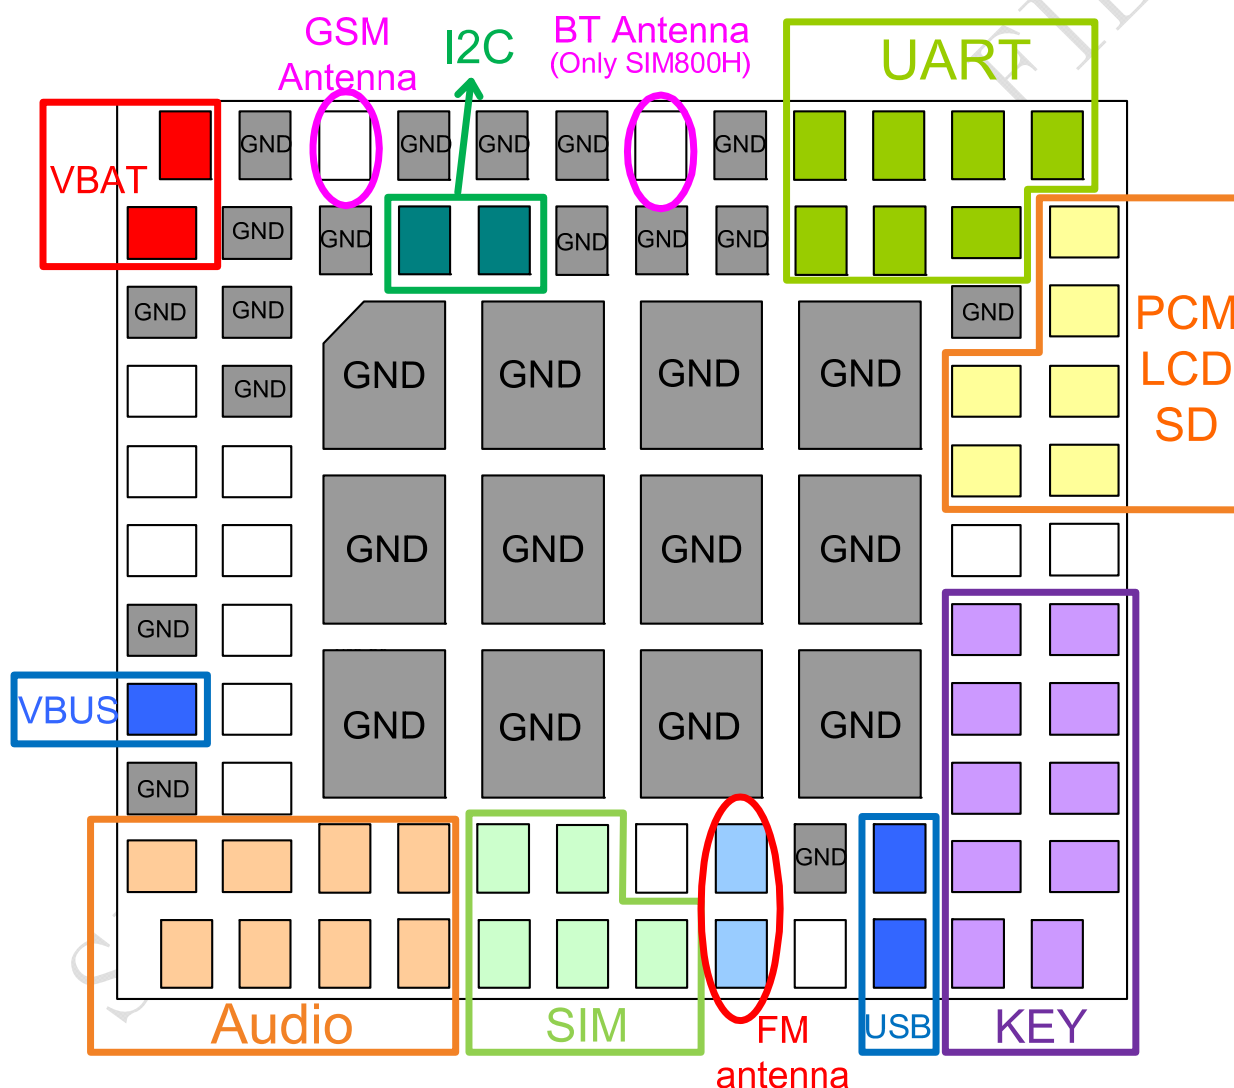 GSM
Antenna
I2C
BT Antenna
(Only SIM800H)
UART
VBAT
GND
GND
GND
GND
GND
GND
GND
GND
GND
GND
GND
GND
GND
PCM
LCD
SD
GND
GND
GND
GND
GND
GND
GND
GND
GND
GND
VBUS
GND
GND
GND
GND
GND
GND
Audio
SIM
FM
antenna
USB
KEY